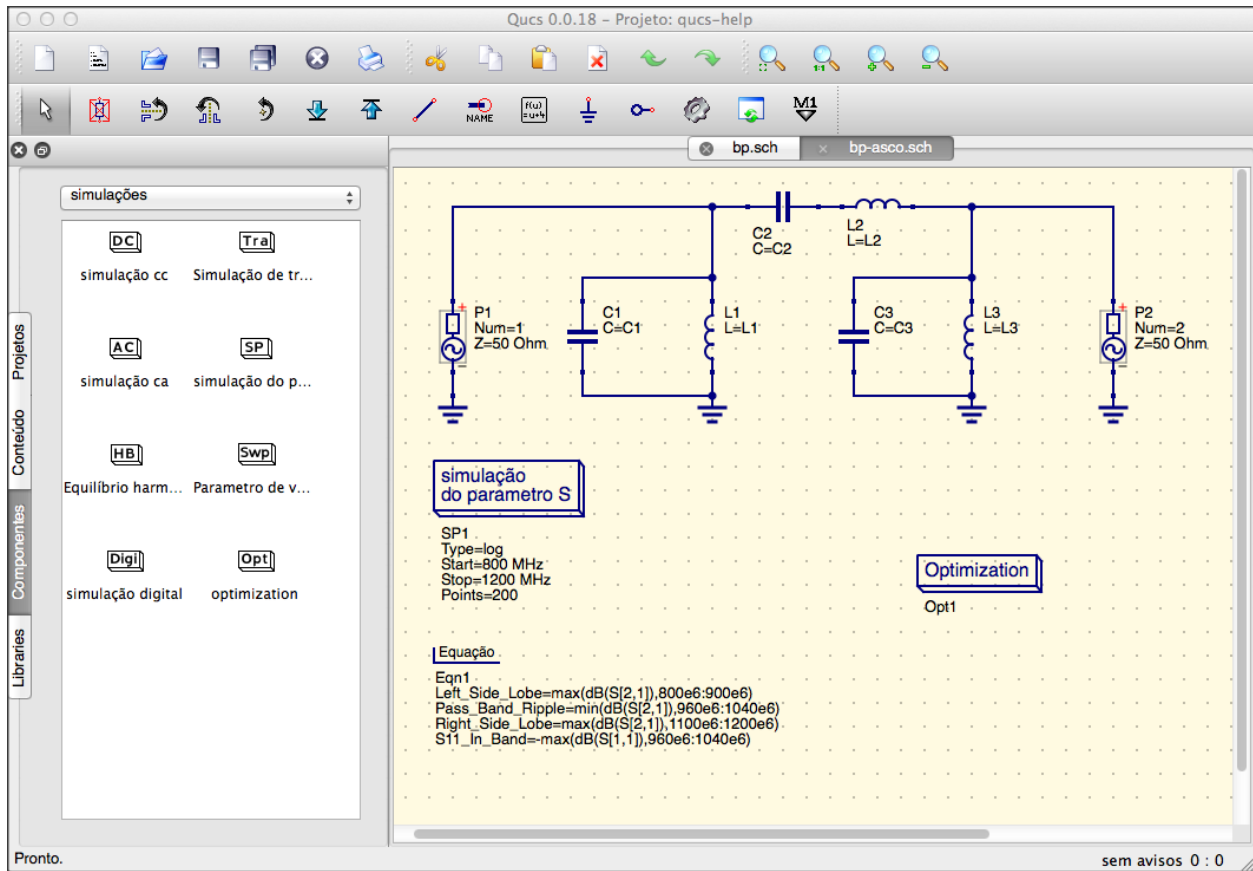 Qucs 0.0.18 - Projeto: qucs-help
1:1
NAME
f(u)
=u+4
M1
bp.sch
bp-asco.sch
simulações
DC
Tra
simulação cc
Simulação de tr...
AC
SP
simulação ca
simulação do p...
HB
Swp
Equilíbrio harm...
Parametro de v...
Digi
Opt
simulação digital
optimization
Projetos
Conteúdo
Componentes
Libraries
C2
C=C2
L2
L=L2
P1
Num=1
Z=50 Ohm
C1
C=C1
L1
L=L1
C3
C=C3
L3
L=L3
P2
Num=2
Z=50 Ohm
simulação
do parametro S
SP1
Type=log
Start=800 MHz
Stop=1200 MHz
Points=200
Optimization
Opt1
Equação
Eqn1
Left_Side_Lobe=max(dB(S[2,1]),800e6:900e6)
Pass_Band_Ripple=min(dB(S[2,1]),960e6:1040e6)
Right_Side_Lobe=max(dB(S[2,1]),1100e6:1200e6)
S11_In_Band=-max(dB(S[1,1]),960e6:1040e6)
Pronto.
sem avisos 0 : 0